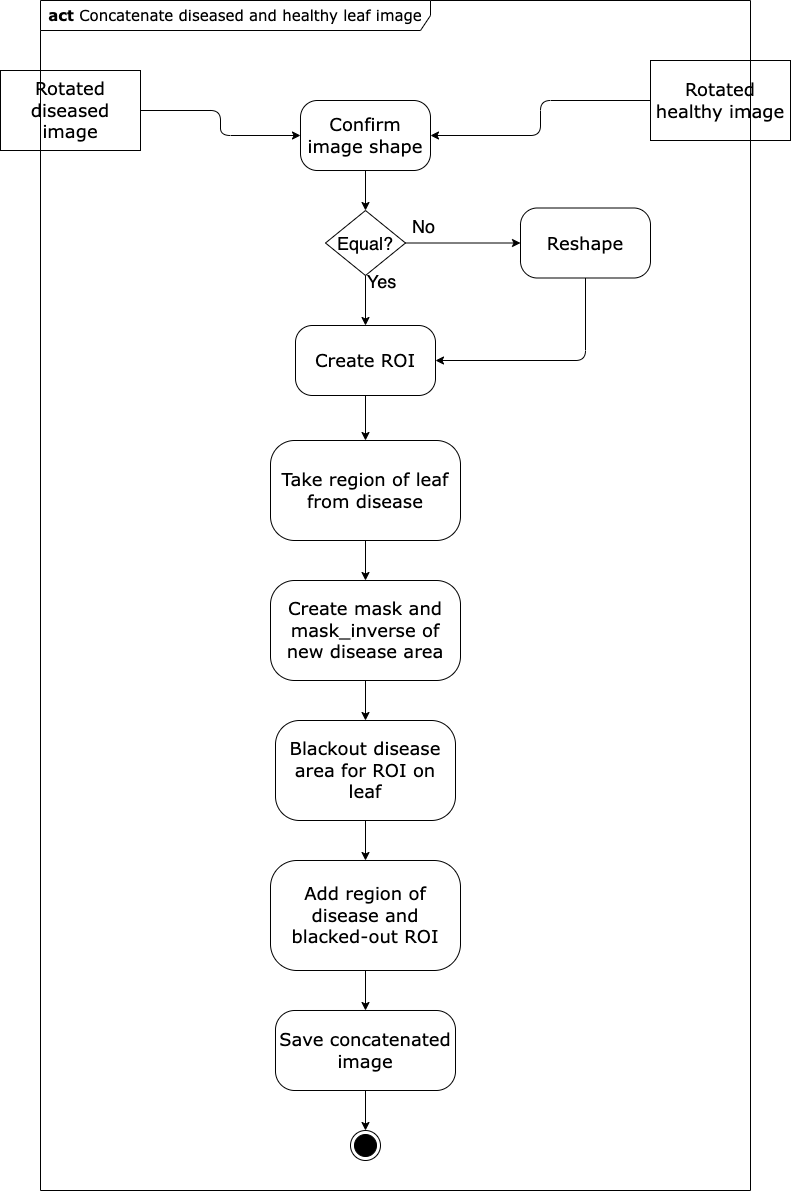 act Concatenate diseased and healthy leaf image
Rotated
diseased
image
Rotated
healthy image
Confirm
image shape
Equal?
No
Reshape
Yes
Create ROI
Take region of leaf
from disease
Create mask and
mask_inverse of
new disease area
Blackout disease
area for ROI on
leaf
Add region of
disease and
blacked-out ROI
Save concatenated
image